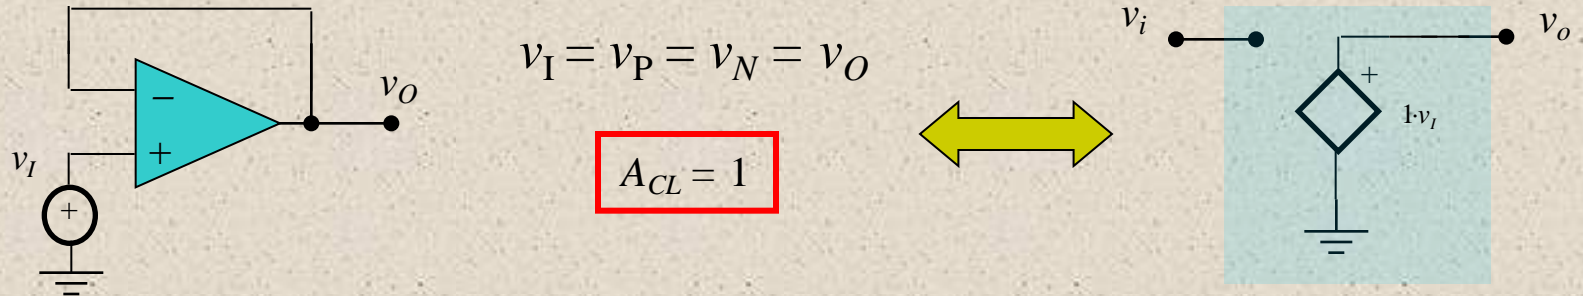 v_O
−
+
v_I
+
v_I = v_P = v_N = v_O
A_CL = 1
v_i
v_o
+
1·v_I